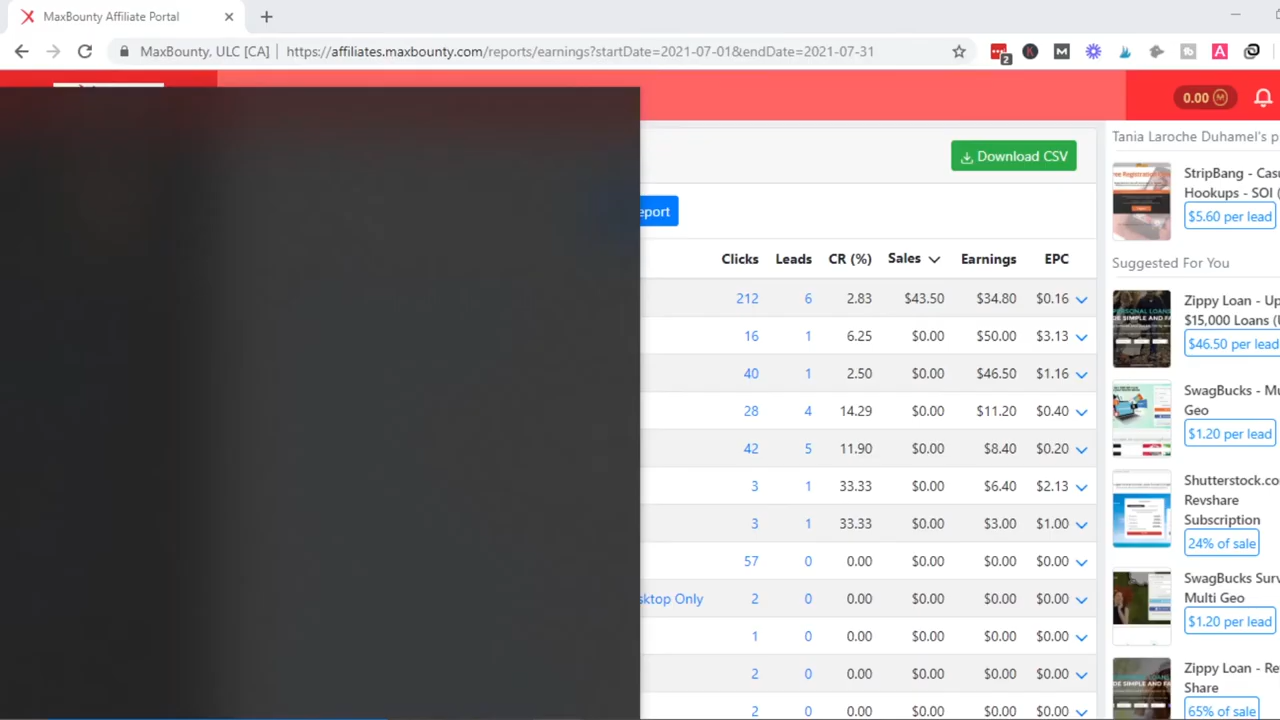 MaxBounty Affiliate Portal
MaxBounty, ULC [CA]
https://affiliates.maxbounty.com/reports/earnings?startDate=2021-07-01&endDate=2021-07-31
2
0.00
Download CSV
eport
Clicks Leads CR (%) Sales Earnings EPC
212 6 2.83 $43.50 $34.80 $0.16
16 1 6.25 $0.00 $50.00 $3.13
40 1 2.50 $0.00 $46.50 $1.16
28 4 14.29 $0.00 $11.20 $0.40
42 5 11.90 $0.00 $8.40 $0.20
3 1 33.33 $0.00 $6.40 $2.13
3 1 33.33 $0.00 $3.00 $1.00
57 0 0.00 $0.00 $0.00 $0.00
sktop Only 2 0 0.00 $0.00 $0.00 $0.00
1 0 0.00 $0.00 $0.00 $0.00
2 0 0.00 $0.00 $0.00 $0.00
2 0 0.00 $0.00 $0.00 $0.00
Tania Laroche Duhamel's p
StripBang - Casu
Hookups - SOI (
$5.60 per lead
Suggested For You
Zippy Loan - Up
$15,000 Loans (U
$46.50 per lead
SwagBucks - Mu
Geo
$1.20 per lead
Shutterstock.co
Revshare
Subscription
24% of sale
SwagBucks Surv
Multi Geo
$1.20 per lead
Zippy Loan - Re
Share
65% of sale